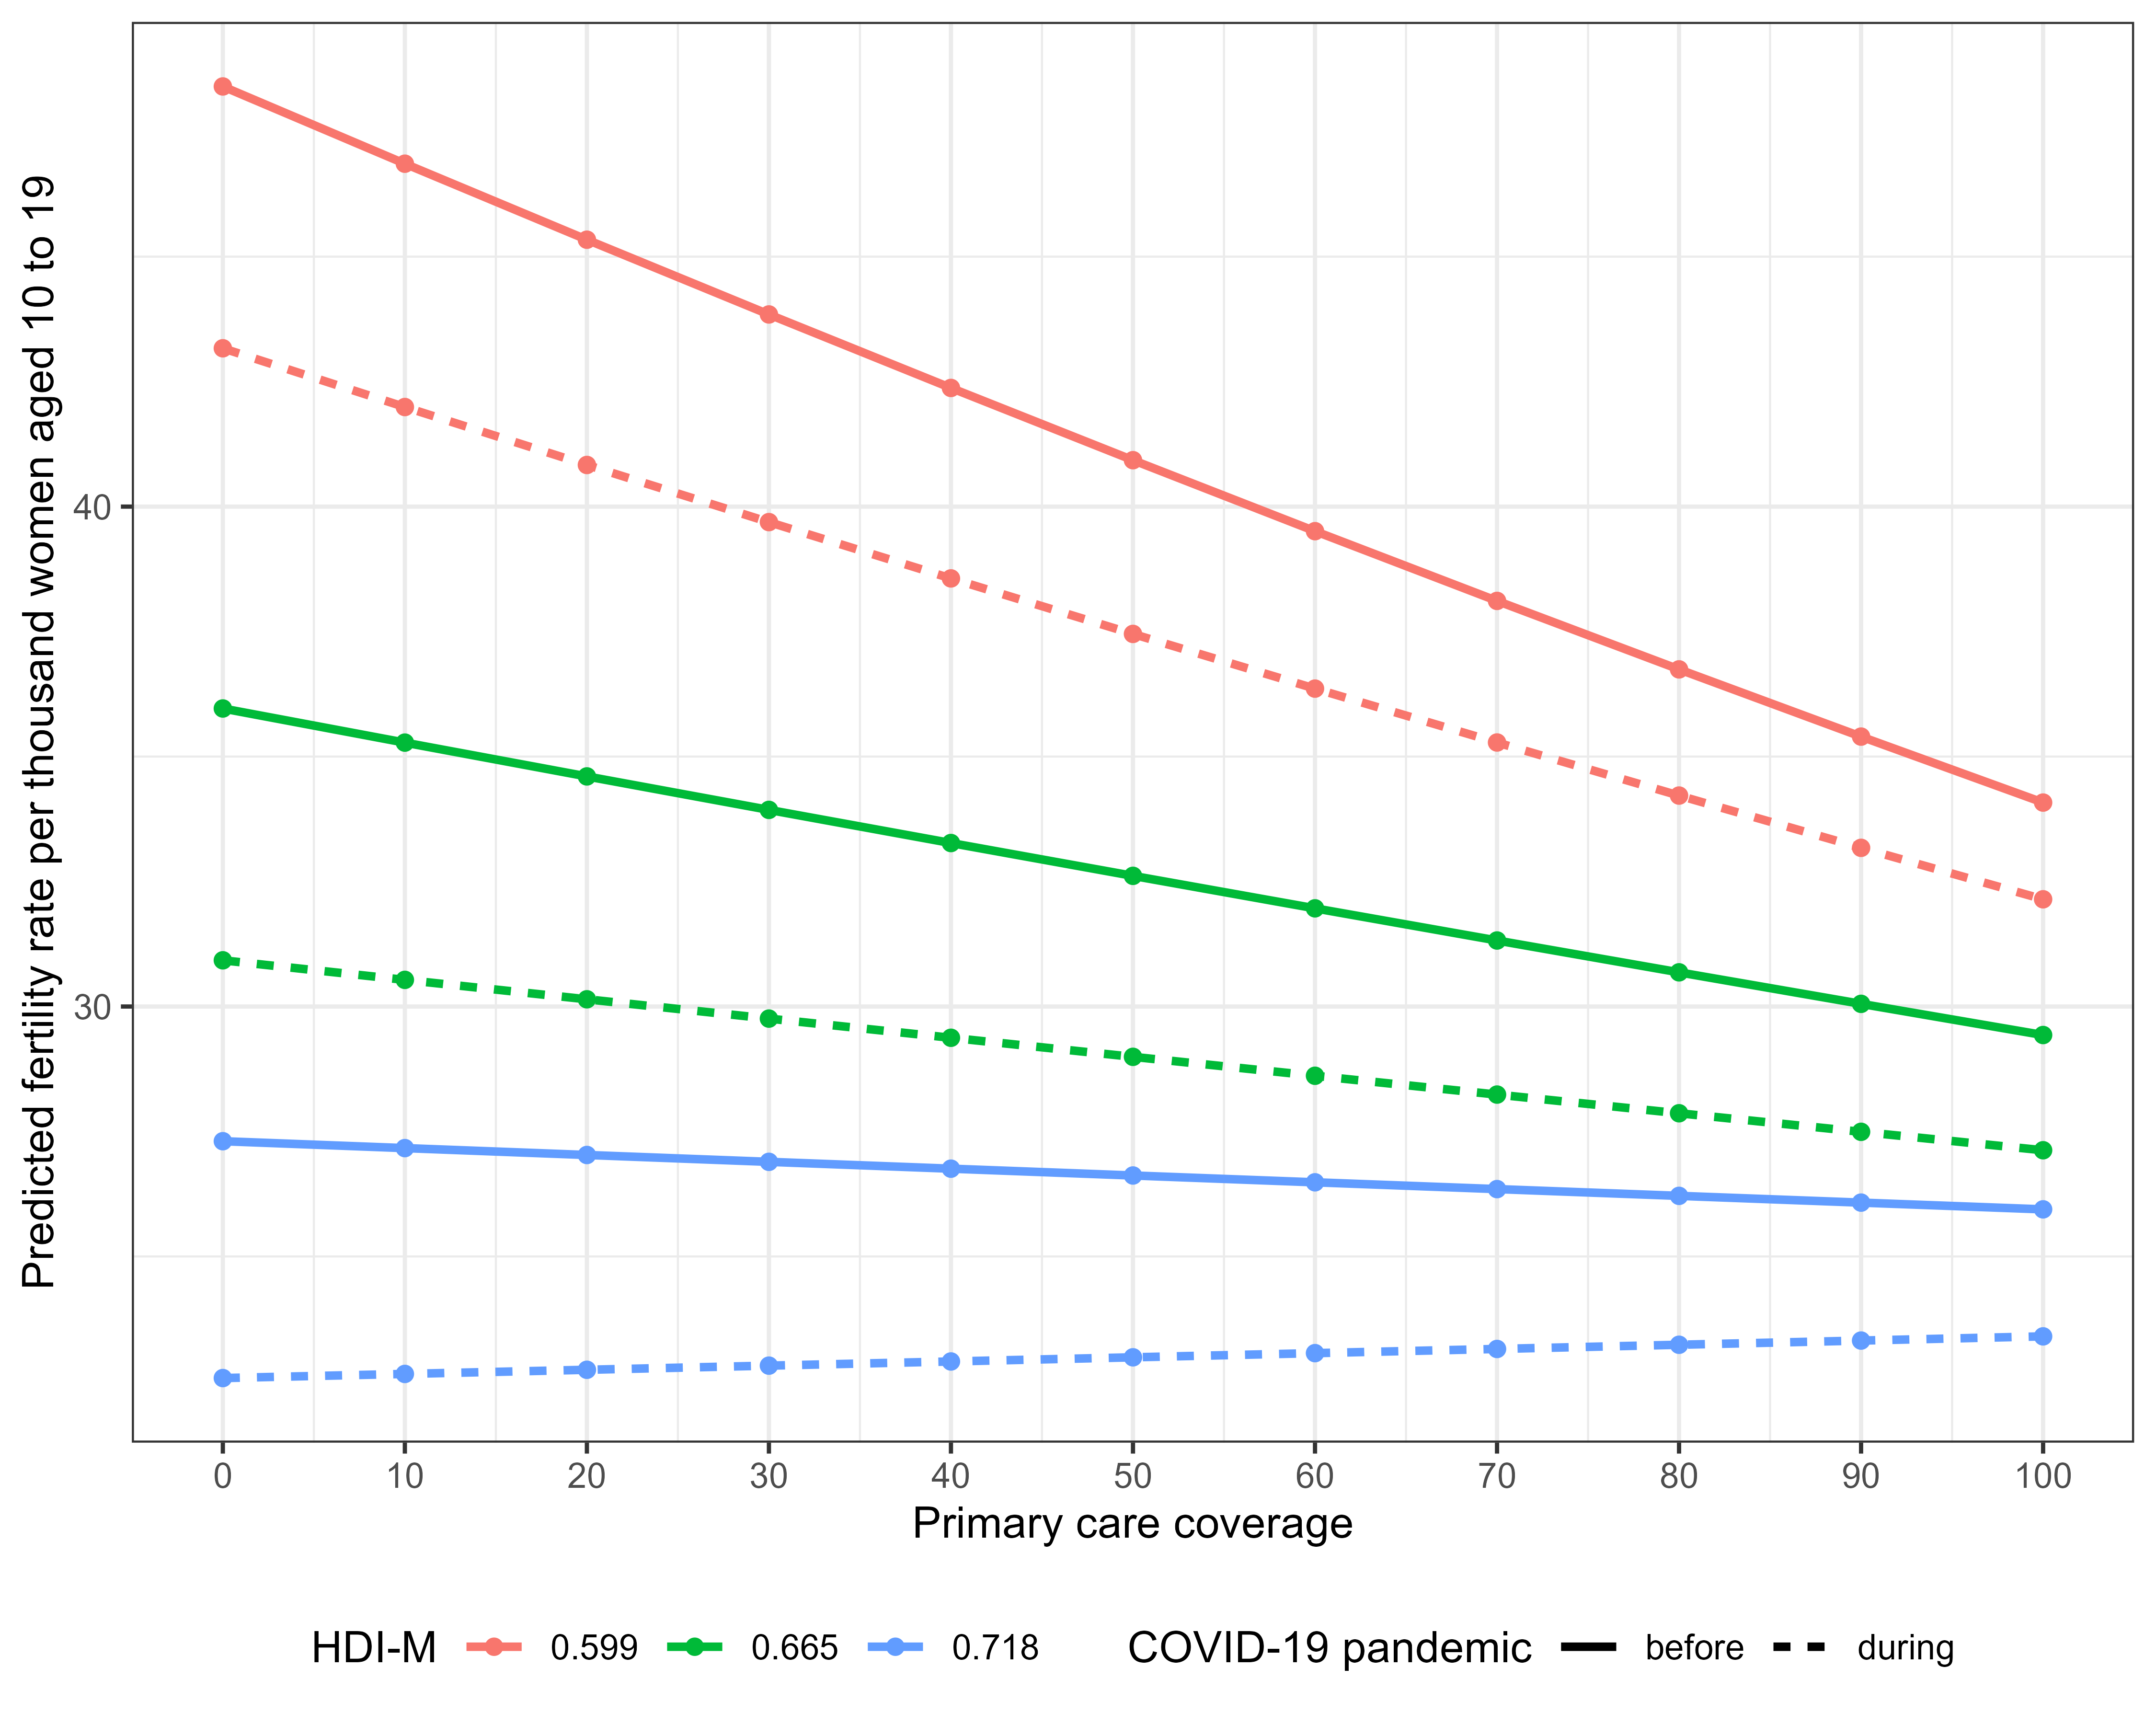 Predicted fertility rate per thousand women aged 10 to 19
40
30
0 10 20 30 40 50 60 70 80 90 100
Primary care coverage
HDI-M 0.599 0.665 0.718 COVID-19 pandemic before during